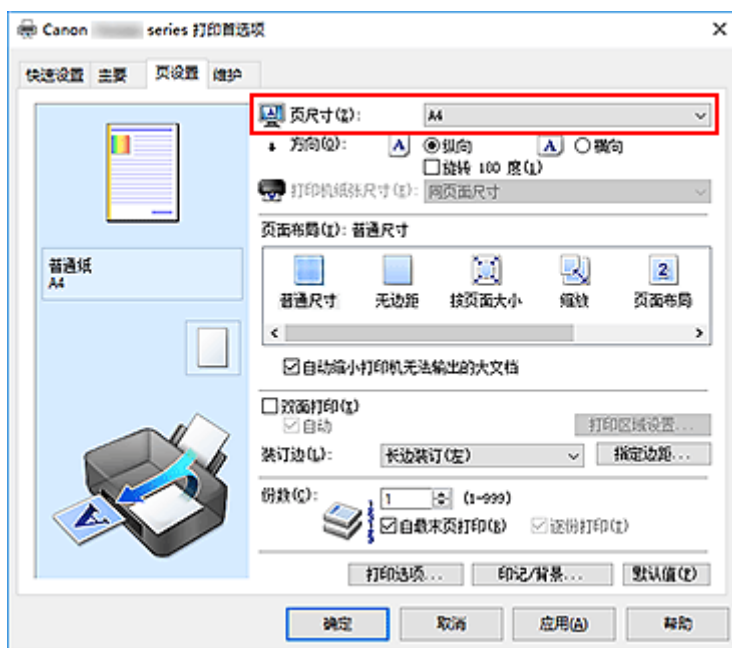 Canon series 打印首选项
快速设置 主要 页设置 维护
页尺寸(Z): A4
方向(O): A 纵向 A 横向
旋转 180 度(L)
打印机纸张尺寸(E): 同页面尺寸
页面布局(I): 普通尺寸
普通纸
A4
普通尺寸 无边距 按页面大小 缩放 页面布局
自动缩小打印机无法输出的大文档
双面打印(X)
自动
打印区域设置...
装订边(L): 长边装订(左) 指定边距...
份数(C): 1 (1-999)
自最末页打印(R) 逐份打印(T)
打印选项... 印记/背景... 默认值(F)
确定 取消 应用(A) 帮助